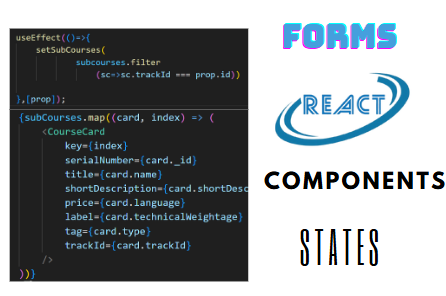 useEffect(()=>{
setSubCourses(
subcourses.filter
(sc=>sc.trackId === prop.id))
},[prop]);
{subCourses.map((card, index) => (
<CourseCard
key={index}
serialNumber={card._id}
title={card.name}
shortDescription={card.shortDesc
price={card.language}
label={card.technicalWeightage}
tag={card.type}
trackId={card.trackId}
/>
))}
FORMS
REACT
COMPONENTS
STATES